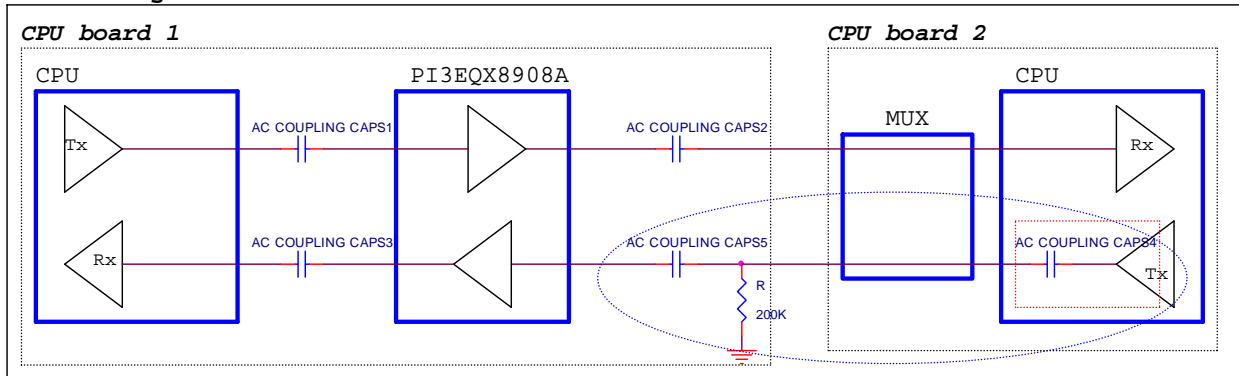 CPU board 1
CPU board 2
CPU
PI3EQX8908A
CPU
MUX
AC COUPLING CAPS1
AC COUPLING CAPS2
Tx
Rx
AC COUPLING CAPS3
AC COUPLING CAPS5
AC COUPLING CAPS4
Rx
Tx
R
200K